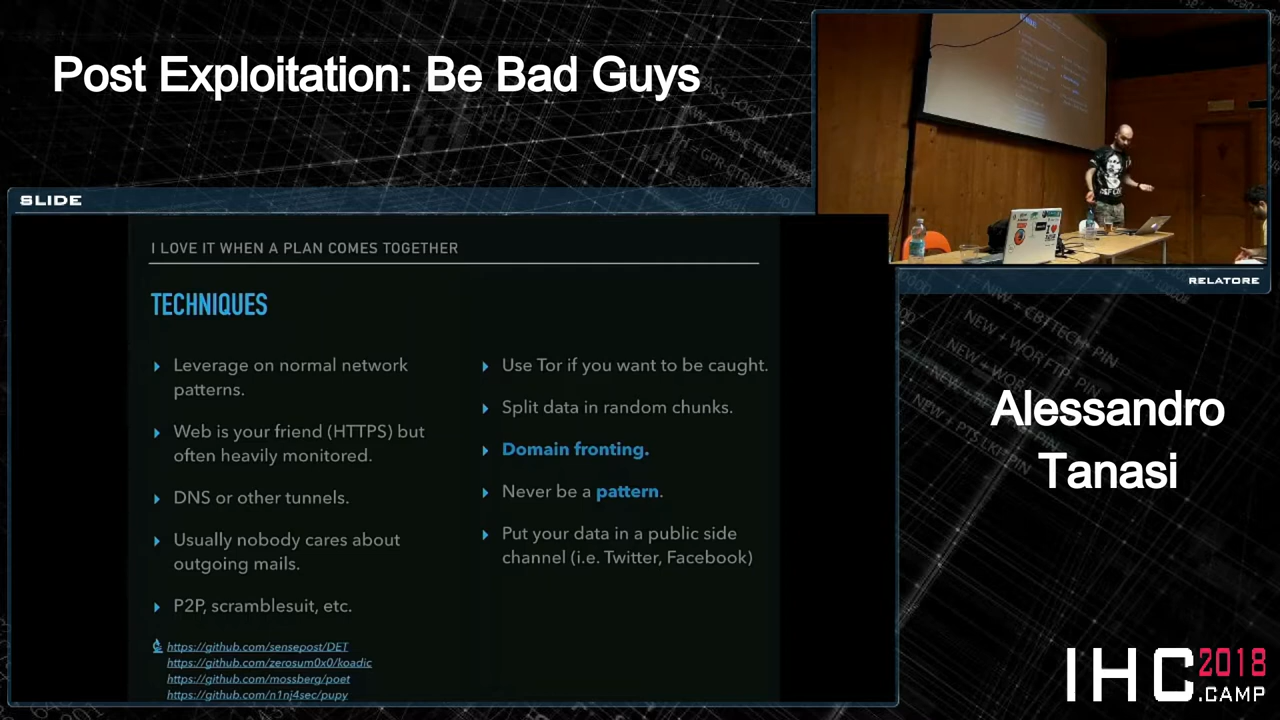 Post Exploitation: Be Bad Guys
SLIDE
I LOVE IT WHEN A PLAN COMES TOGETHER
TECHNIQUES
Leverage on normal network
patterns.
Web is your friend (HTTPS) but
often heavily monitored.
DNS or other tunnels.
Usually nobody cares about
outgoing mails.
P2P, scramblesuit, etc.
https://github.com/sensepost/DET
https://github.com/zerosum0x0/koadic
https://github.com/mossberg/poet
https://github.com/n1nj4sec/pupy
Use Tor if you want to be caught.
Split data in random chunks.
Domain fronting.
Never be a pattern.
Put your data in a public side
channel (i.e. Twitter, Facebook)
RELATORE
NEW + PTS LKF PIN
Alessandro
Tanasi
IHC 2018
.CAMP